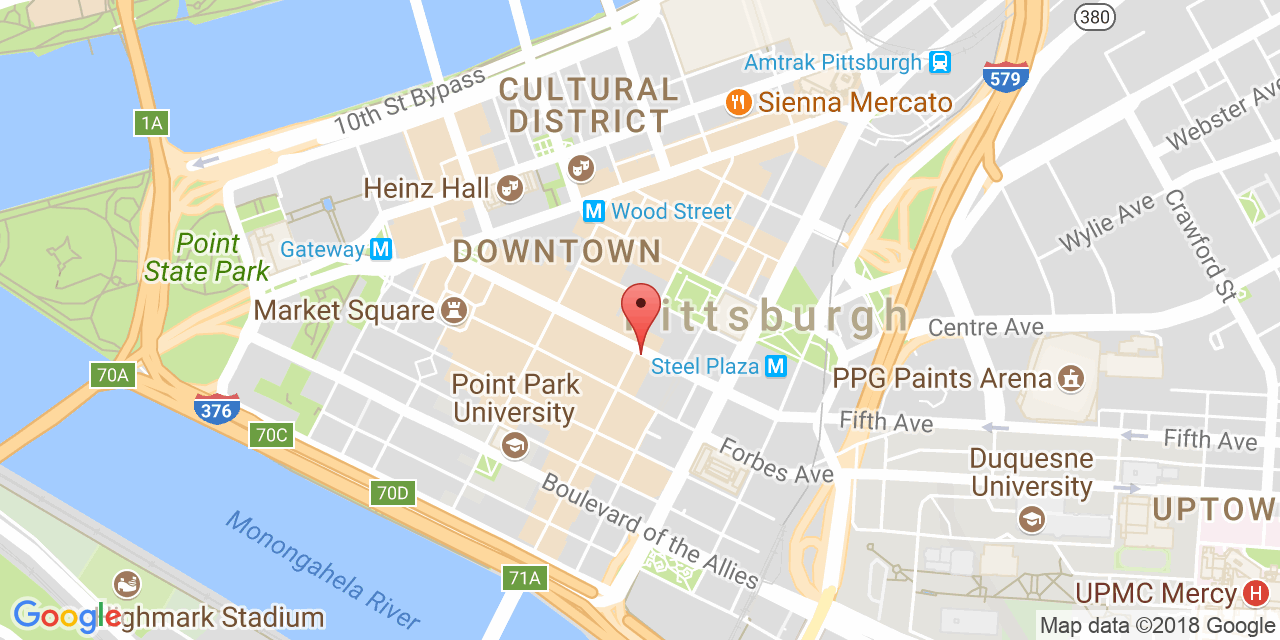 380
Amtrak Pittsburgh
579
CULTURAL
DISTRICT
10th St Bypass
Sienna Mercato
1A
Webster Ave
Heinz Hall
M Wood Street
Crawford St
Wylie Ave
Point
State Park
Gateway M
DOWNTOWN
Market Square
Pittsburgh
Centre Ave
Steel Plaza M
70A
PPG Paints Arena
Point Park
University
376
70C
Fifth Ave
Fifth Ave
Forbes Ave
Duquesne
University
70D
Boulevard of the Allies
UPTOW
Monongahela River
71A
UPMC Mercy H
Google
ghmark Stadium
Map data ©2018 Google